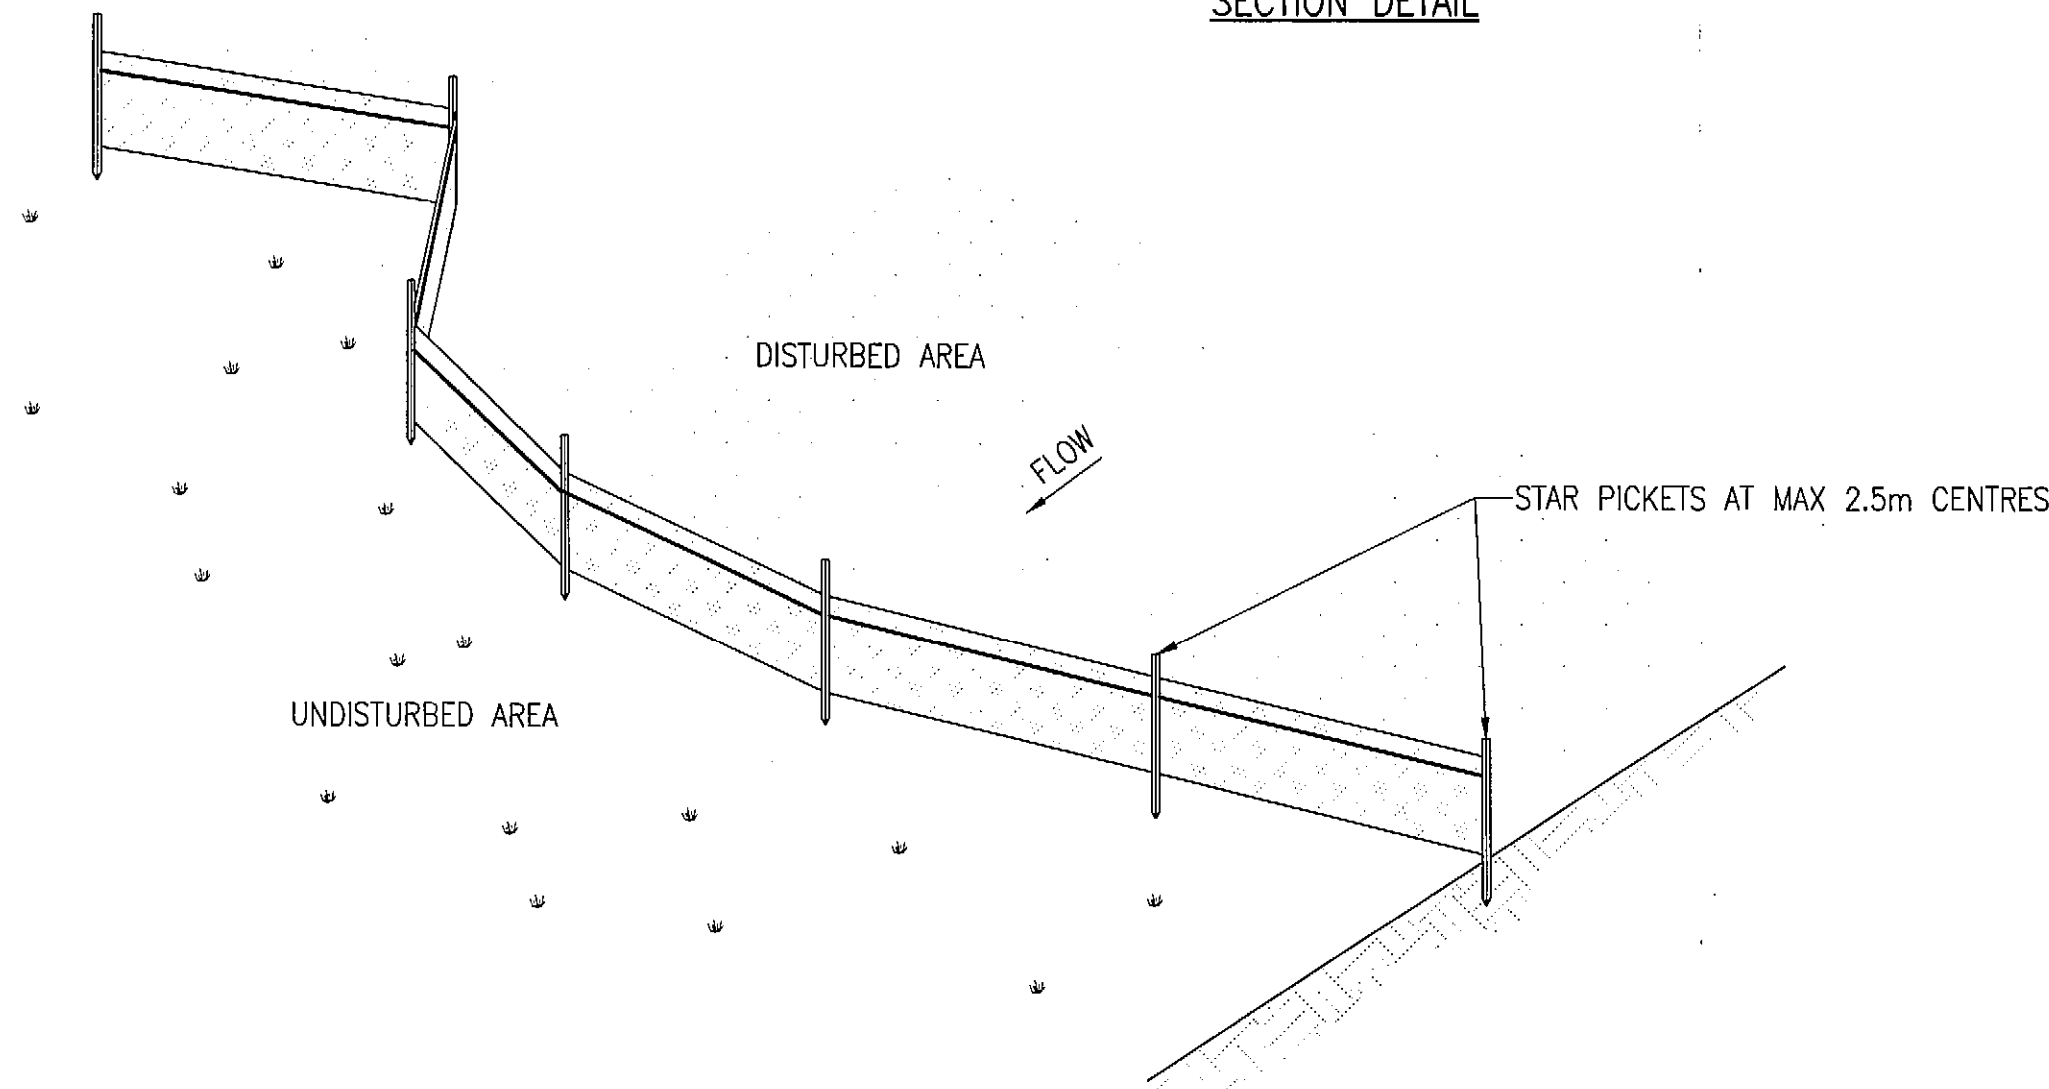 SECTION DETAIL
DISTURBED AREA
FLOW
STAR PICKETS AT MAX 2.5m CENTRES
UNDISTURBED AREA